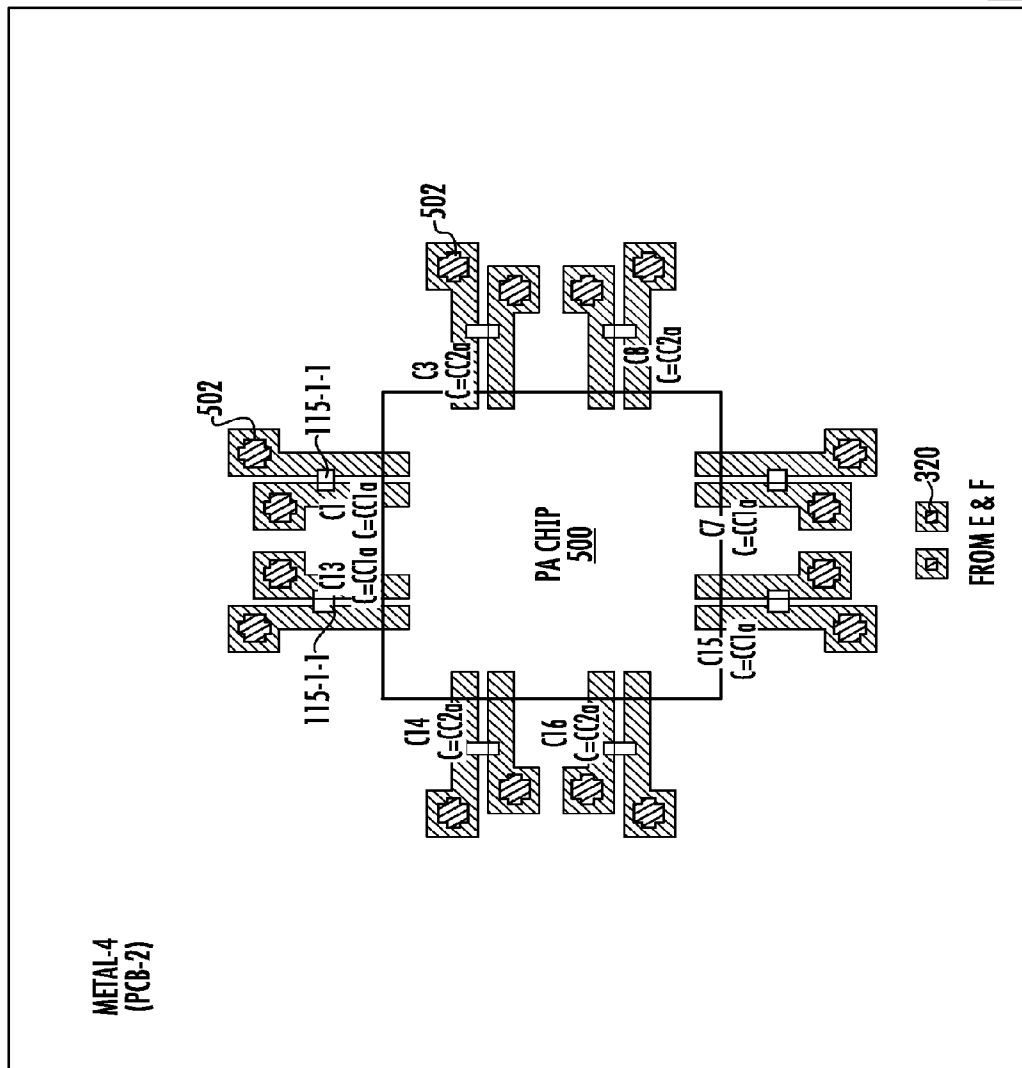 METAL-4
(PCB-2)
502
502
115-1-1
115-1-1
C1
C=CC1a
C13
C=CC1a
C3
C=CC2a
C8
C=CC2a
C14
C=CC2a
C16
C=CC2a
PA CHIP
500
C7
C=CC1a
C15
C=CC1a
320
FROM E & F